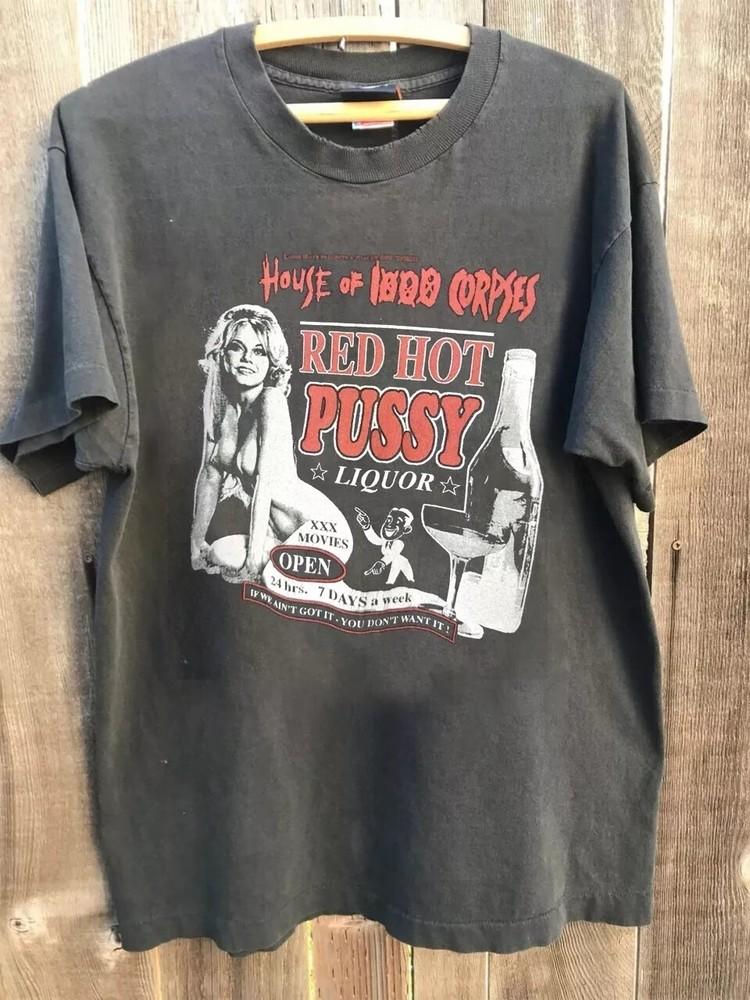 HOUSE OF 1000 CORPSES
RED HOT
PUSSY
LIQUOR
XXX
MOVIES
OPEN
24 hrs. 7 DAYS a week
IF WE AIN'T GOT IT - YOU DON'T WANT IT!